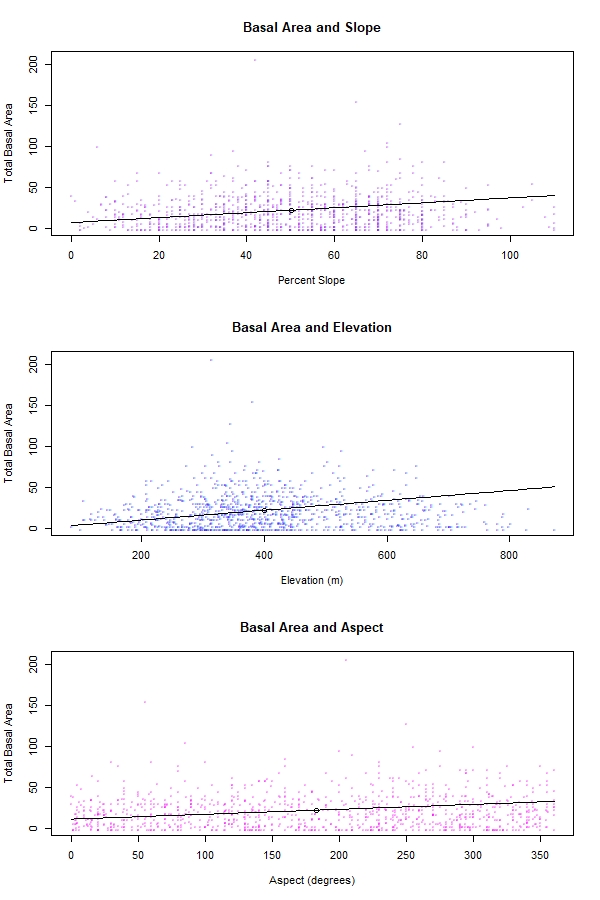 Basal Area and Slope
Total Basal Area
0 50 100 150 200
0 20 40 60 80 100
Percent Slope
Basal Area and Elevation
Total Basal Area
0 50 100 150 200
200 400 600 800
Elevation (m)
Basal Area and Aspect
Total Basal Area
0 50 100 150 200
0 50 100 150 200 250 300 350
Aspect (degrees)